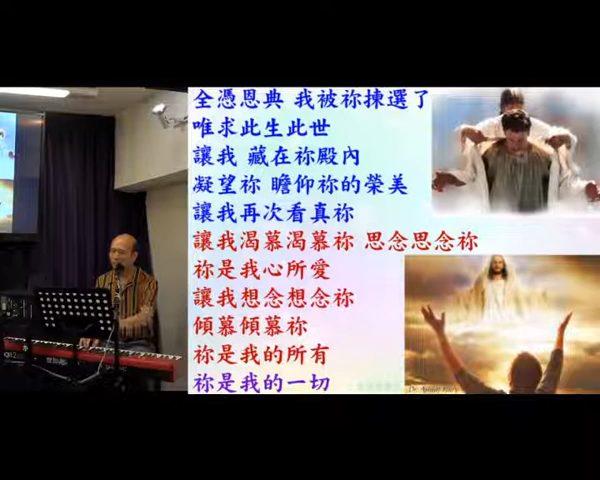 全憑恩典 我被祢揀選了
唯求此生此世
讓我 藏在祢殿內
凝望祢 瞻仰祢的榮美
讓我再次看真祢
讓我渴慕渴慕祢 思念思念祢
祢是我心所愛
讓我想念想念祢
傾慕傾慕祢
祢是我的所有
祢是我的一切